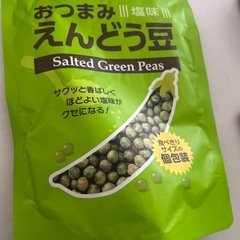 おつまみ 塩味
えんどう豆
Salted Green Peas
サクッと香ばしく
ほどよい塩味が
クセになる!
食べきり
サイズの
個包装